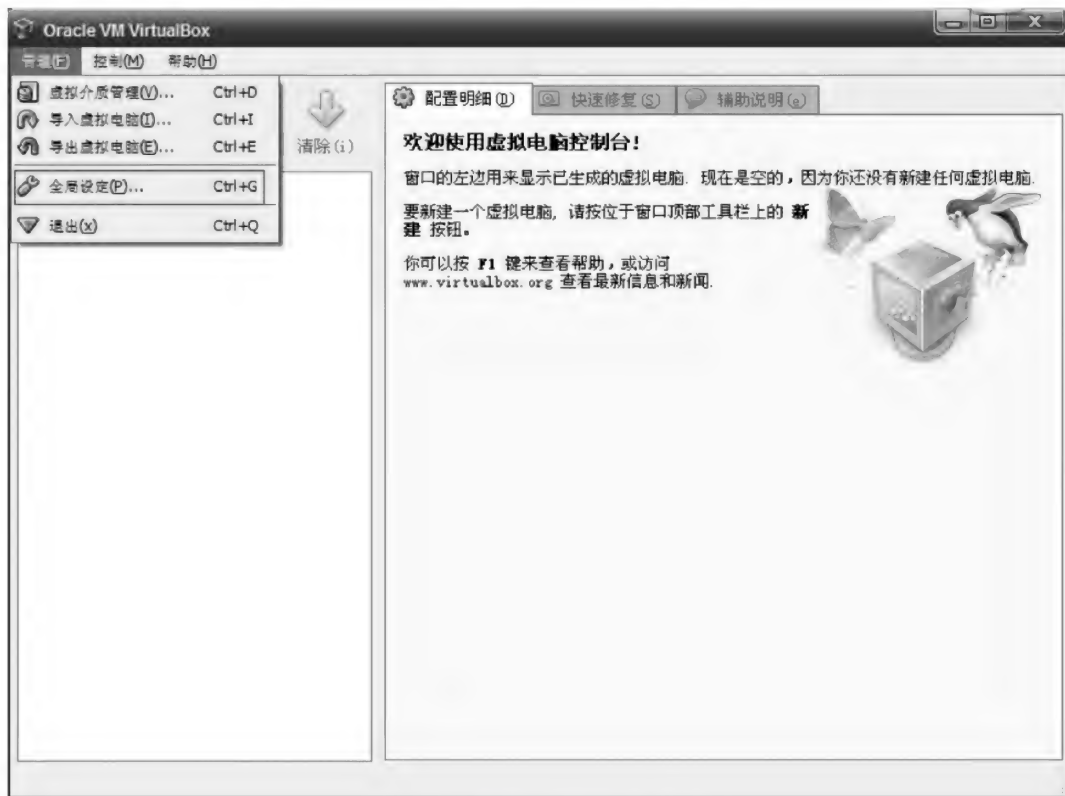 Oracle VM VirtualBox
管理(F) 控制(M) 帮助(H)
虚拟介质管理(V)... Ctrl+D
导入虚拟电脑(I)... Ctrl+I
导出虚拟电脑(E)... Ctrl+E
全局设定(P)... Ctrl+G
退出(x) Ctrl+Q
清除(i)
配置明细(D) 快速修复(S) 辅助说明(e)
欢迎使用虚拟电脑控制台!
窗口的左边用来显示已生成的虚拟电脑. 现在是空的,因为你还没有新建任何虚拟电脑.
要新建一个虚拟电脑, 请按位于窗口顶部工具栏上的 新
建 按钮。
你可以按 F1 键来查看帮助,或访问
www.virtualbox.org 查看最新信息和新闻.